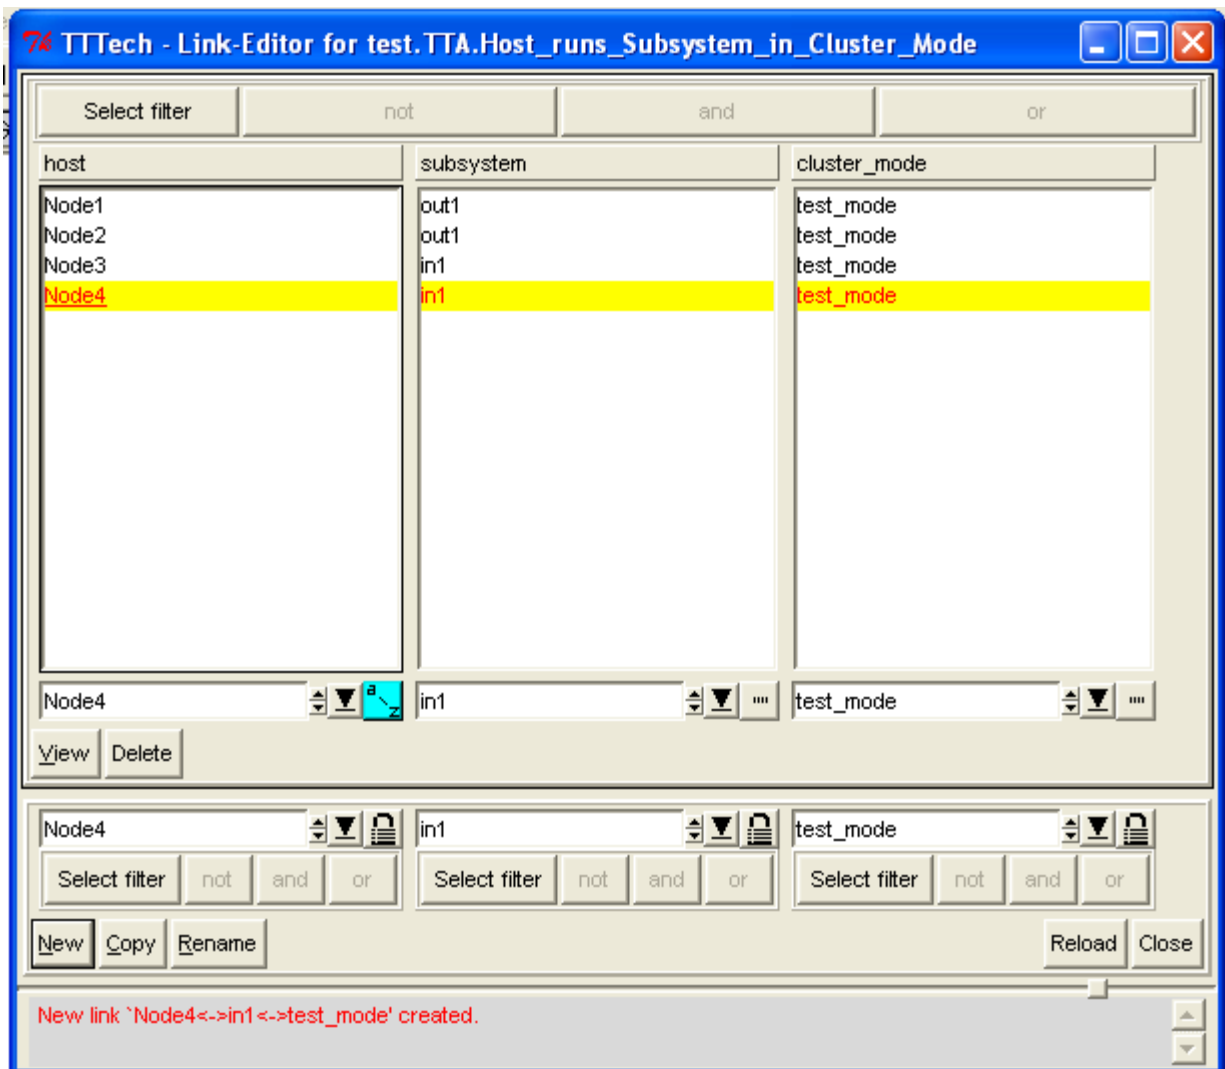 TTTech - Link-Editor for test.TTA.Host_runs_Subsystem_in_Cluster_Mode
Select filter not and or
host subsystem cluster_mode
Node1 out1 test_mode
Node2 out1 test_mode
Node3 in1 test_mode
Node4 in1 test_mode
Node4 a z in1 "" test_mode ""
View Delete
Node4 in1 test_mode
Select filter not and or Select filter not and or Select filter not and or
New Copy Rename Reload Close
New link `Node4<->in1<->test_mode' created.